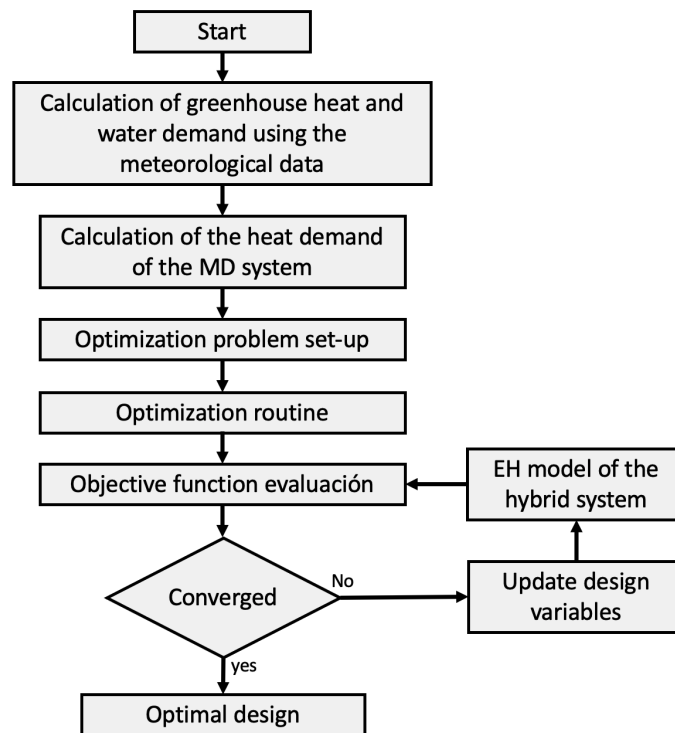 Start
Calculation of greenhouse heat and
water demand using the
meteorological data
Calculation of the heat demand
of the MD system
Optimization problem set-up
Optimization routine
Objective function evaluación
EH model of the
hybrid system
Converged
No
Update design
variables
yes
Optimal design